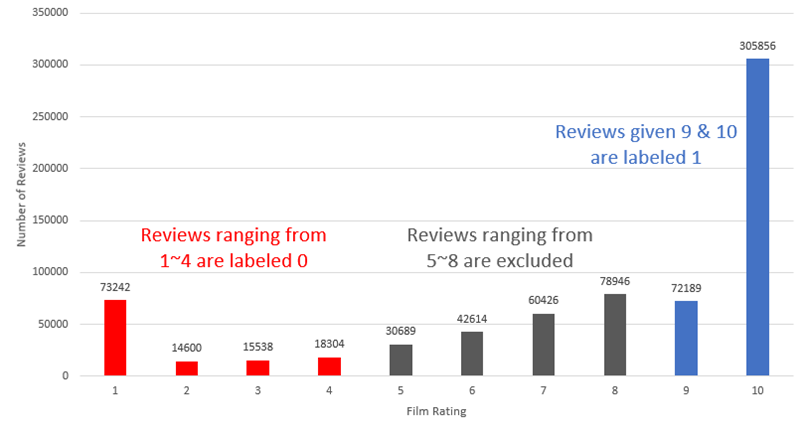 350000
300000
250000
200000
150000
100000
50000
0
Number of Reviews
305856
Reviews given 9 & 10
are labeled 1
Reviews ranging from
1~4 are labeled 0
Reviews ranging from
5~8 are excluded
73242
14600
15538
18304
30689
42614
60426
78946
72189
1 2 3 4 5 6 7 8 9 10
Film Rating